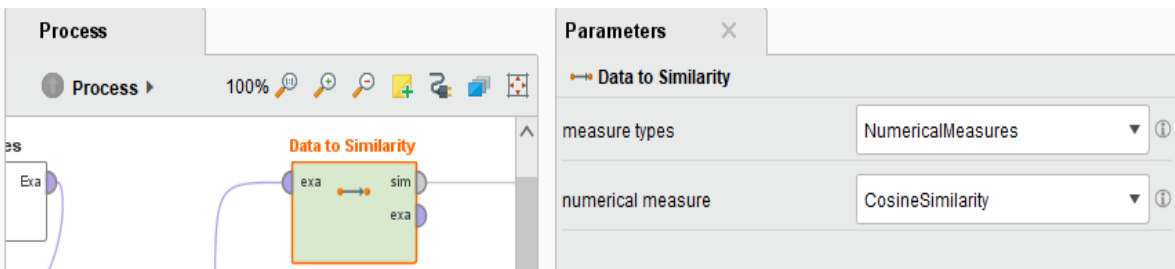 Process
Process
100%
es
Exa
Data to Similarity
exa
sim
exa
Parameters
Data to Similarity
measure types
NumericalMeasures
numerical measure
CosineSimilarity